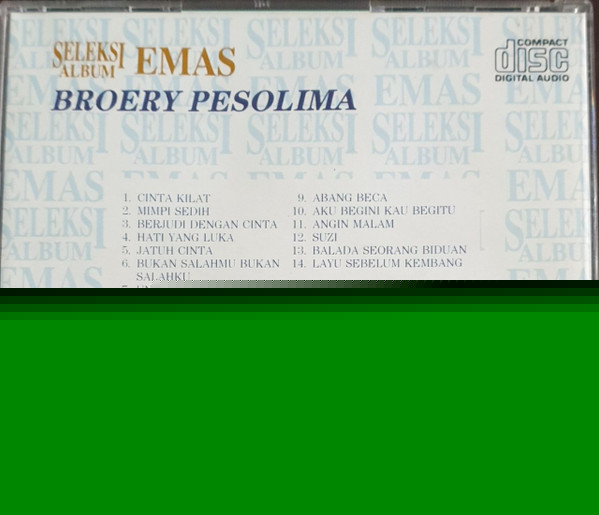 SELEKSI EMAS
ALBUM
BROERY PESOLIMA
COMPACT
disc
DIGITAL AUDIO
1. CINTA KILAT
2. MIMPI SEDIH
3. BERJUDI DENGAN CINTA
4. HATI YANG LUKA
5. JATUH CINTA
6. BUKAN SALAHMU BUKAN
SALAHKU
9. ABANG BECA
10. AKU BEGINI KAU BEGITU
11. ANGIN MALAM
12. SUZI
13. BALADA SEORANG BIDUAN
14. LAYU SEBELUM KEMBANG